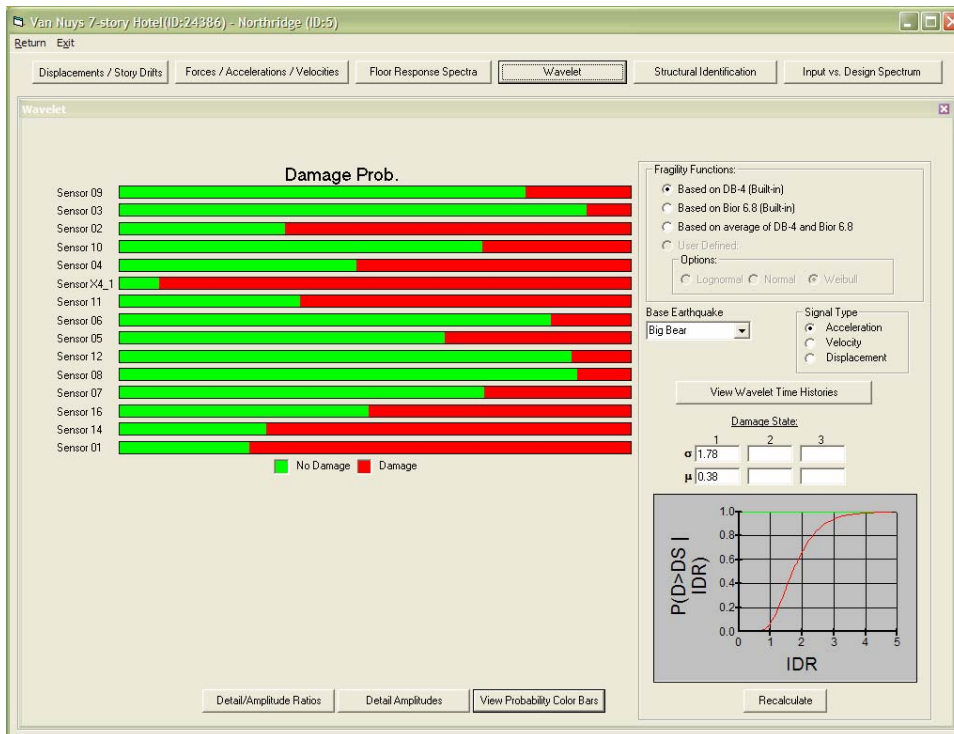 Van Nuys 7-story Hotel(ID:24386) - Northridge (ID:5)
Return Exit
Displacements / Story Drifts Forces / Accelerations / Velocities Floor Response Spectra Wavelet Structural Identification Input vs. Design Spectrum
Wavelet
Damage Prob.
Sensor 09
Sensor 03
Sensor 02
Sensor 10
Sensor 04
Sensor X4_1
Sensor 11
Sensor 06
Sensor 05
Sensor 12
Sensor 08
Sensor 07
Sensor 16
Sensor 14
Sensor 01
No Damage Damage
Fragility Functions:
Based on DB-4 (Built-in)
Based on Bior 6.8 (Built-in)
Based on average of DB-4 and Bior 6.8
User Defined:
Options:
Lognormal Normal Weibull
Base Earthquake
Big Bear
Signal Type
Acceleration
Velocity
Displacement
View Wavelet Time Histories
Damage State:
1 2 3
σ 1.78
μ 0.38
P(D>DS |
IDR)
1.0
0.8
0.6
0.4
0.2
0.0
0 1 2 3 4 5
IDR
Detail/Amplitude Ratios Detail Amplitudes View Probability Color Bars Recalculate